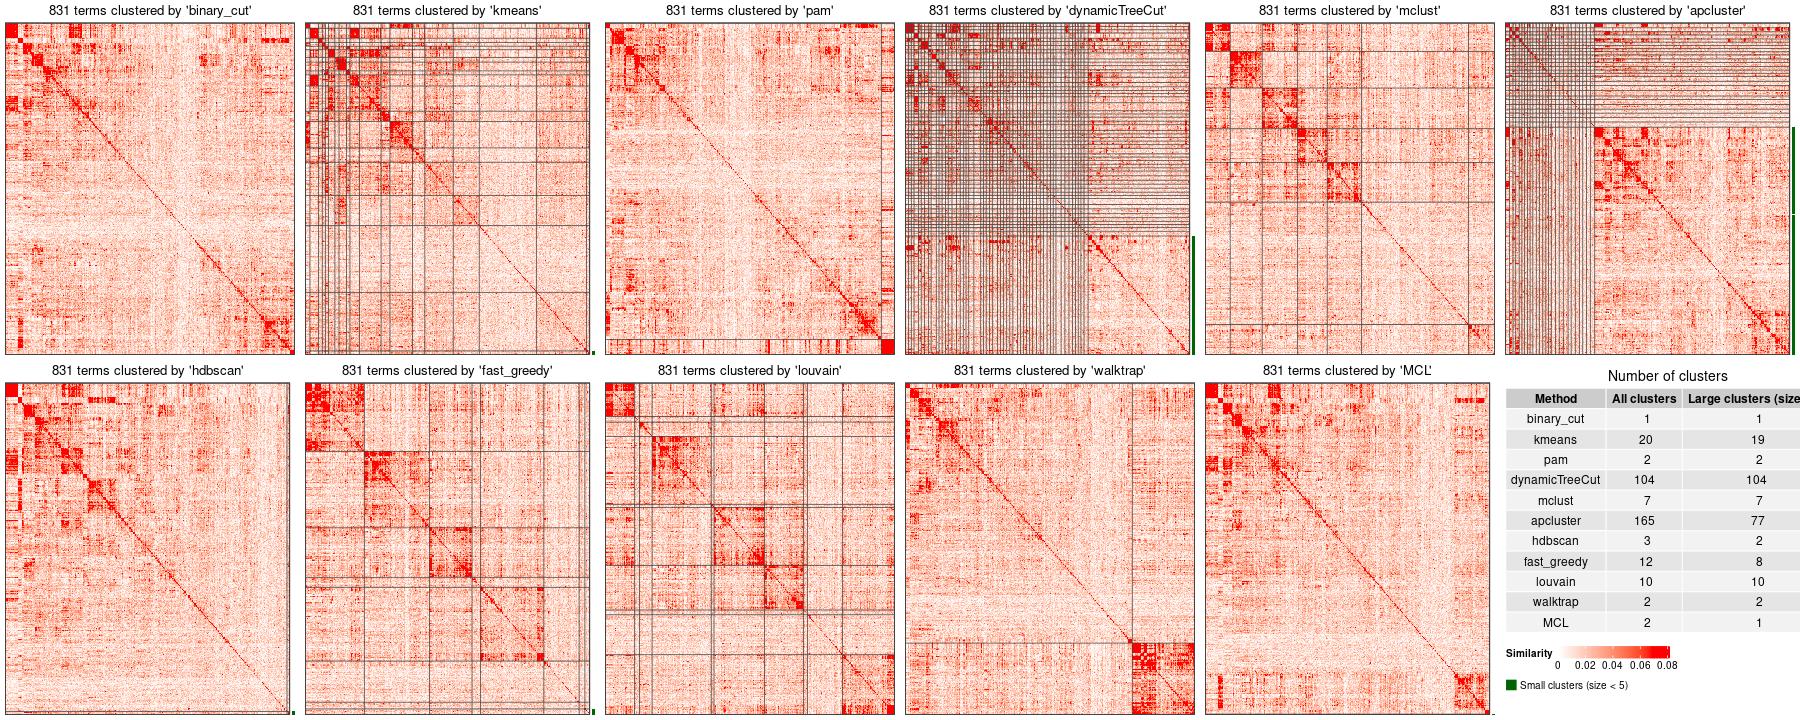 831 terms clustered by 'binary_cut'
831 terms clustered by 'kmeans'
831 terms clustered by 'pam'
831 terms clustered by 'dynamicTreeCut'
831 terms clustered by 'mclust'
831 terms clustered by 'apcluster'
831 terms clustered by 'hdbscan'
831 terms clustered by 'fast_greedy'
831 terms clustered by 'louvain'
831 terms clustered by 'walktrap'
831 terms clustered by 'MCL'
Number of clusters
Method All clusters Large clusters (size
binary_cut 1 1
kmeans 20 19
pam 2 2
dynamicTreeCut 104 104
mclust 7 7
apcluster 165 77
hdbscan 3 2
fast_greedy 12 8
louvain 10 10
walktrap 2 2
MCL 2 1
Similarity
0 0.02 0.04 0.06 0.08
Small clusters (size < 5)